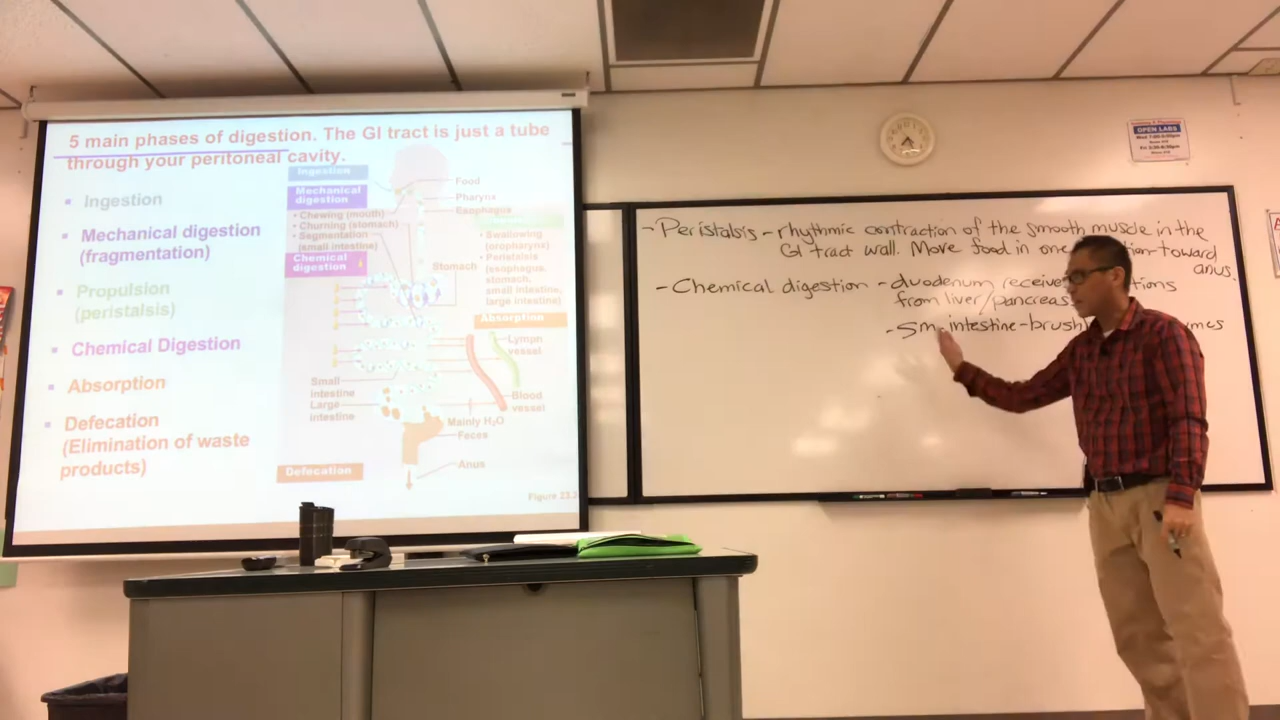 5 main phases of digestion. The GI tract is just a tube
through your peritoneal cavity.
Ingestion
Mechanical digestion
(fragmentation)
Propulsion
(peristalsis)
Chemical Digestion
Absorption
Defecation
(Elimination of waste
products)
Ingestion
Mechanical
digestion
• Chewing (mouth)
• Churning (stomach)
• Segmentation
(small intestine)
Chemical
digestion
Food
Pharynx
Esophagus
• Swallowing
(oropharynx)
• Peristalsis
(esophagus,
stomach,
small intestine,
large intestine)
Stomach
Absorption
Lymph
vessel
Small
intestine
Large
intestine
Blood
vessel
Mainly H2O
Feces
Anus
Defecation
Figure 23.2
- Peristalsis - rhythmic contraction of the smooth muscle in the
GI tract wall. Move food in one toward
anus.
- Chemical digestion - duodenum
from liver/pancreas
- Sm. intestine - brush
OPEN LABS